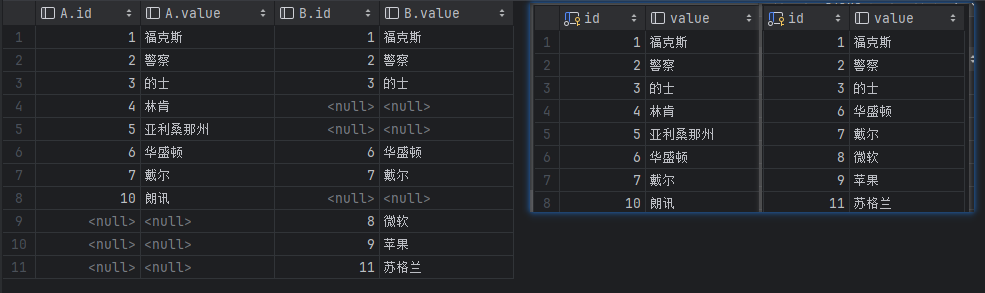 A.id A.value B.id B.value
1 1 福克斯 1 福克斯
2 2 警察 2 警察
3 3 的士 3 的士
4 4 林肯 <null> <null>
5 5 亚利桑那州 <null> <null>
6 6 华盛顿 6 华盛顿
7 7 戴尔 7 戴尔
8 10 朗讯 <null> <null>
9 <null> <null> 8 微软
10 <null> <null> 9 苹果
11 <null> <null> 11 苏格兰
id value id value
1 1 福克斯 1 福克斯
2 2 警察 2 警察
3 3 的士 3 的士
4 4 林肯 6 华盛顿
5 5 亚利桑那州 7 戴尔
6 6 华盛顿 8 微软
7 7 戴尔 9 苹果
8 10 朗讯 11 苏格兰